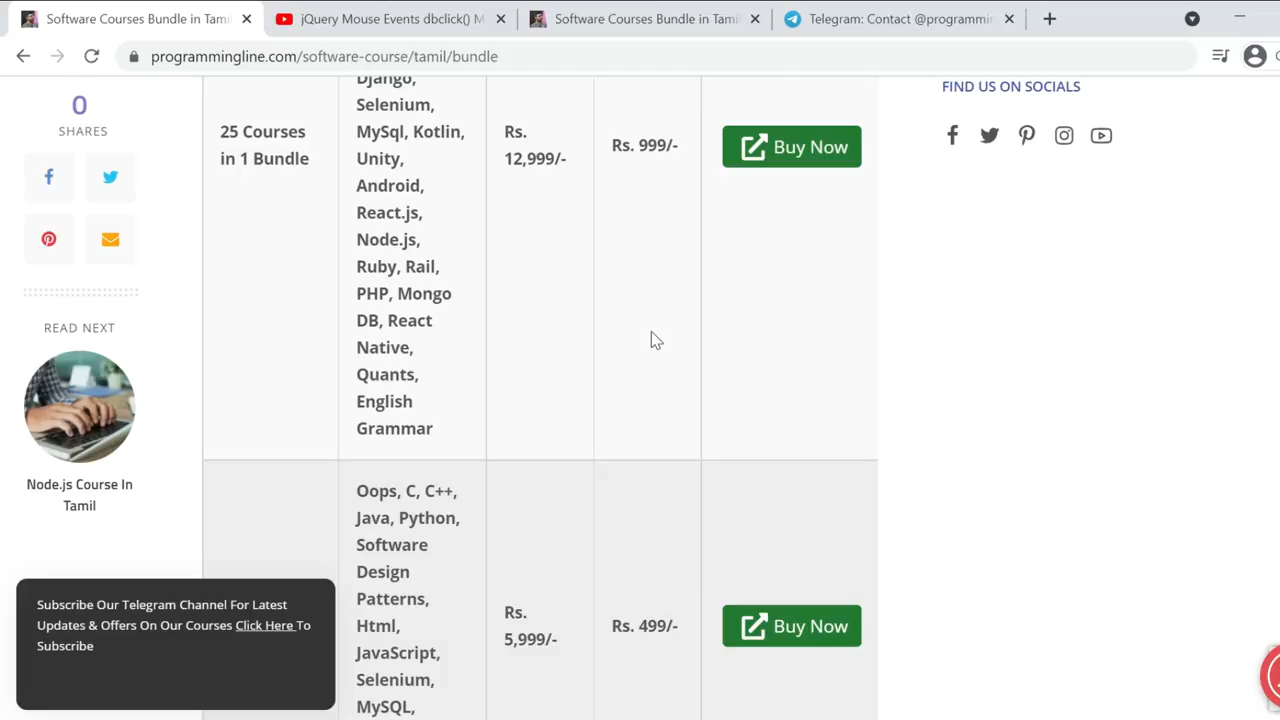 Software Courses Bundle in Tami
jQuery Mouse Events dbclick() M
Software Courses Bundle in Tamil
Telegram: Contact @programmin
programmingline.com/software-course/tamil/bundle
0
SHARES
READ NEXT
Node.js Course In
Tamil
25 Courses
in 1 Bundle
Django,
Selenium,
MySql, Kotlin,
Unity,
Android,
React.js,
Node.js,
Ruby, Rail,
PHP, Mongo
DB, React
Native,
Quants,
English
Grammar
Rs.
12,999/-
Rs. 999/-
Buy Now
Oops, C, C++,
Java, Python,
Software
Design
Patterns,
Html,
JavaScript,
Selenium,
MySQL,
Rs.
5,999/-
Rs. 499/-
Buy Now
FIND US ON SOCIALS
Subscribe Our Telegram Channel For Latest
Updates & Offers On Our Courses Click Here To
Subscribe